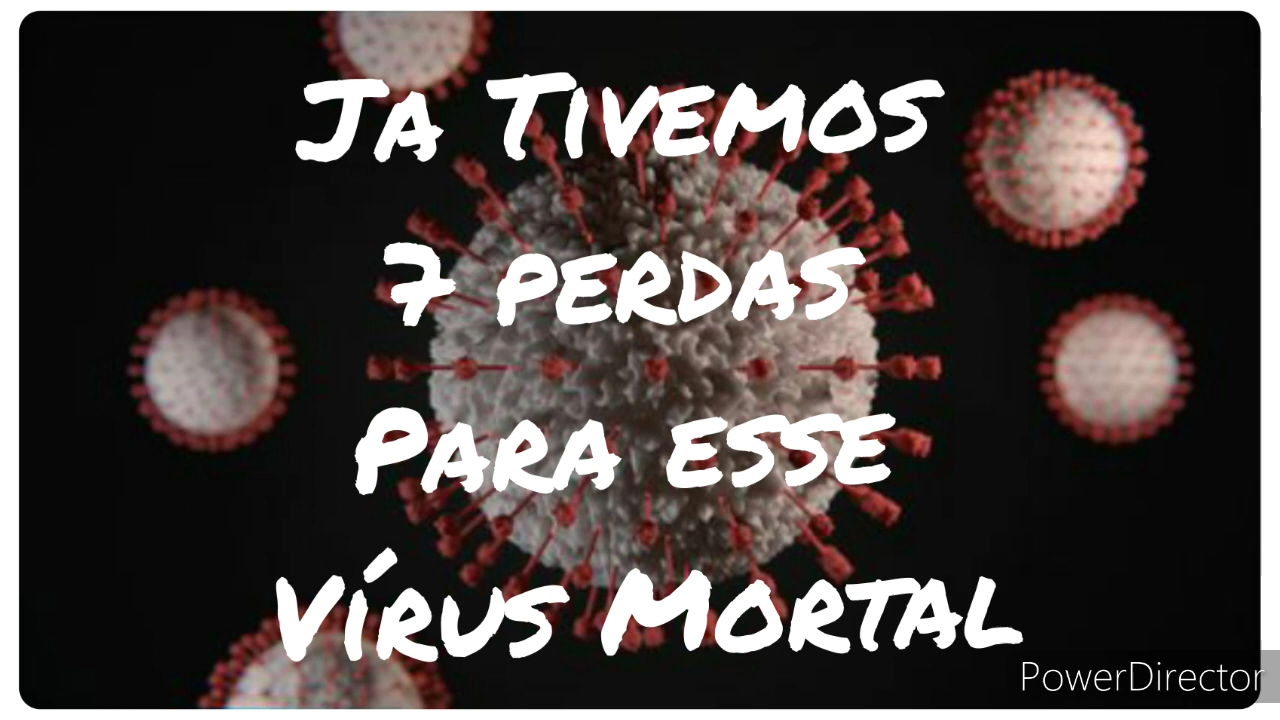 Ja Tivemos
7 perdas
Para esse
Vírus Mortal
PowerDirector